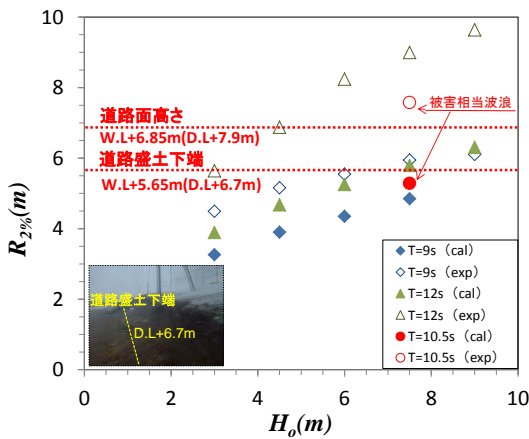 10
8
6
4
2
0
R2%(m)
道路面高さ
W.L+6.85m(D.L+7.9m)
道路盛土下端
W.L+5.65m(D.L+6.7m)
被害相当波浪
道路盛土下端
D.L+6.7m
T=9s (cal)
T=9s (exp)
T=12s (cal)
T=12s (exp)
T=10.5s (cal)
T=10.5s (exp)
0 2 4 6 8 10
Ho(m)